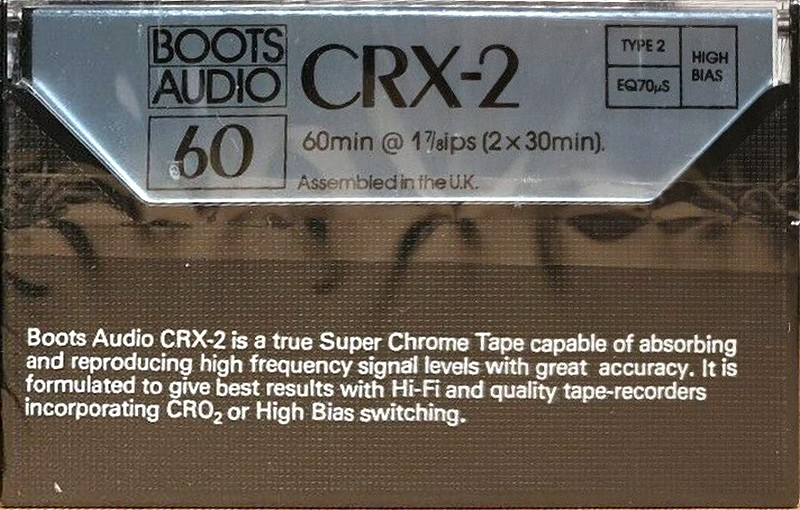 BOOTS
AUDIO
CRX-2
TYPE 2
HIGH
BIAS
EQ70µS
60
60min @ 1⅞ips (2×30min).
Assembled in the U.K.
Boots Audio CRX-2 is a true Super Chrome Tape capable of absorbing
and reproducing high frequency signal levels with great accuracy. It is
formulated to give best results with Hi-Fi and quality tape-recorders
incorporating CRO₂ or High Bias switching.